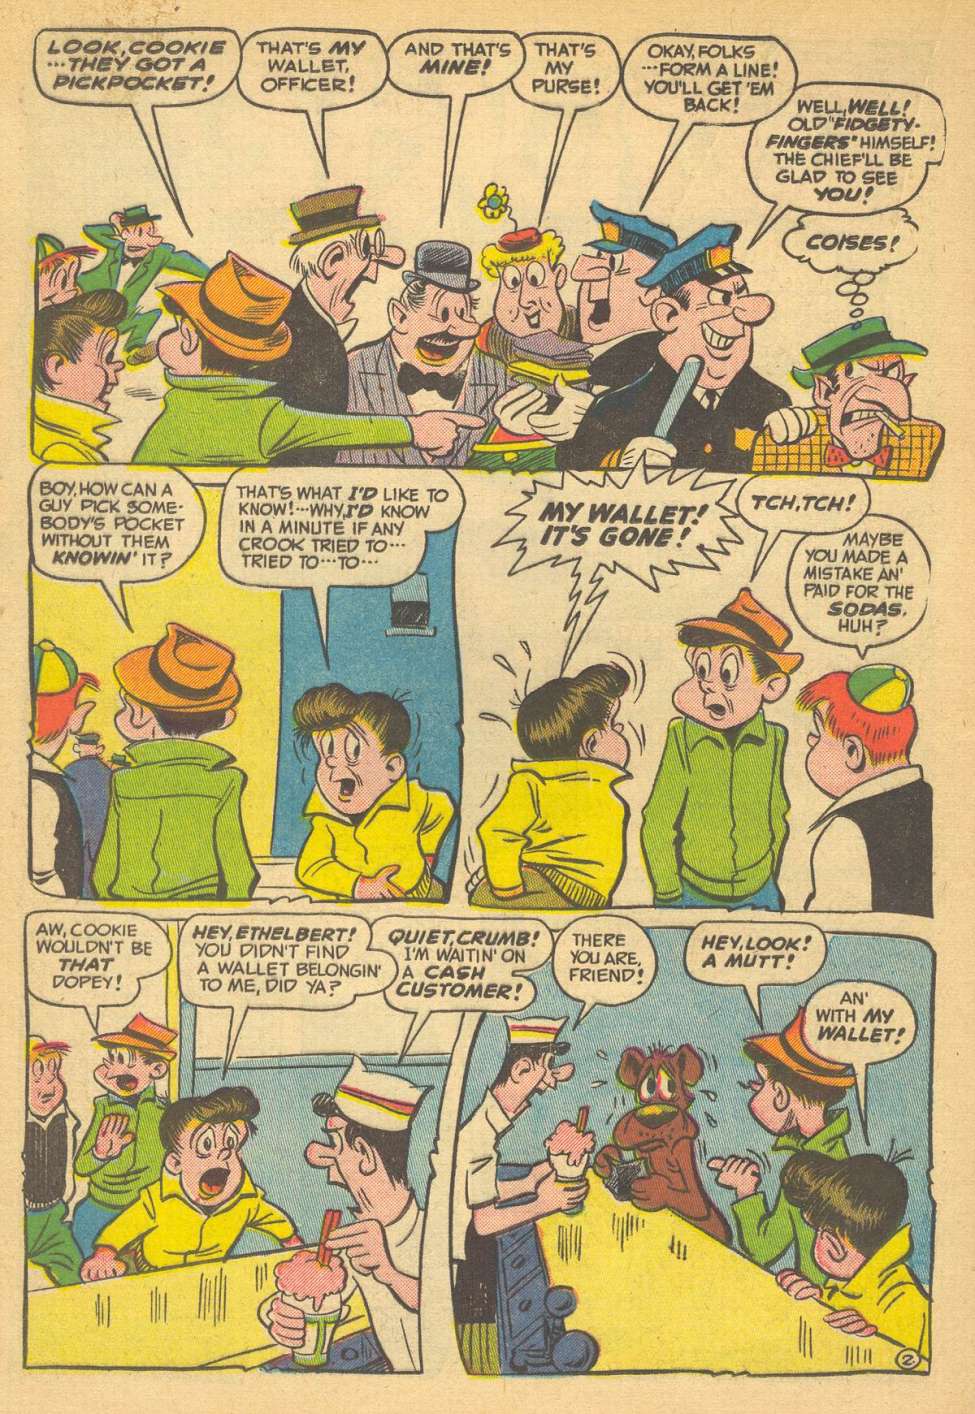 LOOK, COOKIE
...THEY GOT A
PICKPOCKET!
THAT'S MY
WALLET,
OFFICER!
AND THAT'S
MINE!
THAT'S
MY
PURSE!
OKAY, FOLKS
...FORM A LINE!
YOU'LL GET 'EM
BACK!
WELL, WELL!
OLD "FIDGETY-
FINGERS" HIMSELF!
THE CHIEF'LL BE
GLAD TO SEE
YOU!
COISES!
BOY, HOW CAN A
GUY PICK SOME-
BODY'S POCKET
WITHOUT THEM
KNOWIN' IT?
THAT'S WHAT I'D LIKE TO
KNOW!...WHY, I'D KNOW
IN A MINUTE IF ANY
CROOK TRIED TO...
TRIED TO...TO...
MY WALLET!
IT'S GONE!
TCH, TCH!
MAYBE
YOU MADE A
MISTAKE AN'
PAID FOR THE
SODAS,
HUH?
AW, COOKIE
WOULDN'T BE
THAT
DOPEY!
HEY, ETHELBERT!
YOU DIDN'T FIND
A WALLET BELONGIN'
TO ME, DID YA?
QUIET, CRUMB!
I'M WAITIN' ON
A CASH
CUSTOMER!
THERE
YOU ARE,
FRIEND!
HEY, LOOK!
A MUTT!
AN'
WITH MY
WALLET!
2